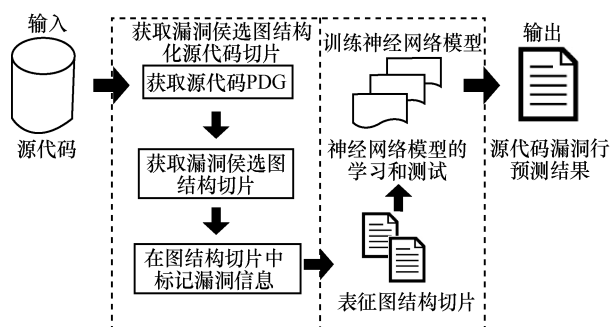 输入
源代码
获取漏洞侯选图结构
化源代码切片
获取源代码PDG
获取漏洞侯选图
结构切片
在图结构切片中
标记漏洞信息
训练神经网络模型
神经网络模型的
学习和测试
表征图结构切片
输出
源代码漏洞行
预测结果